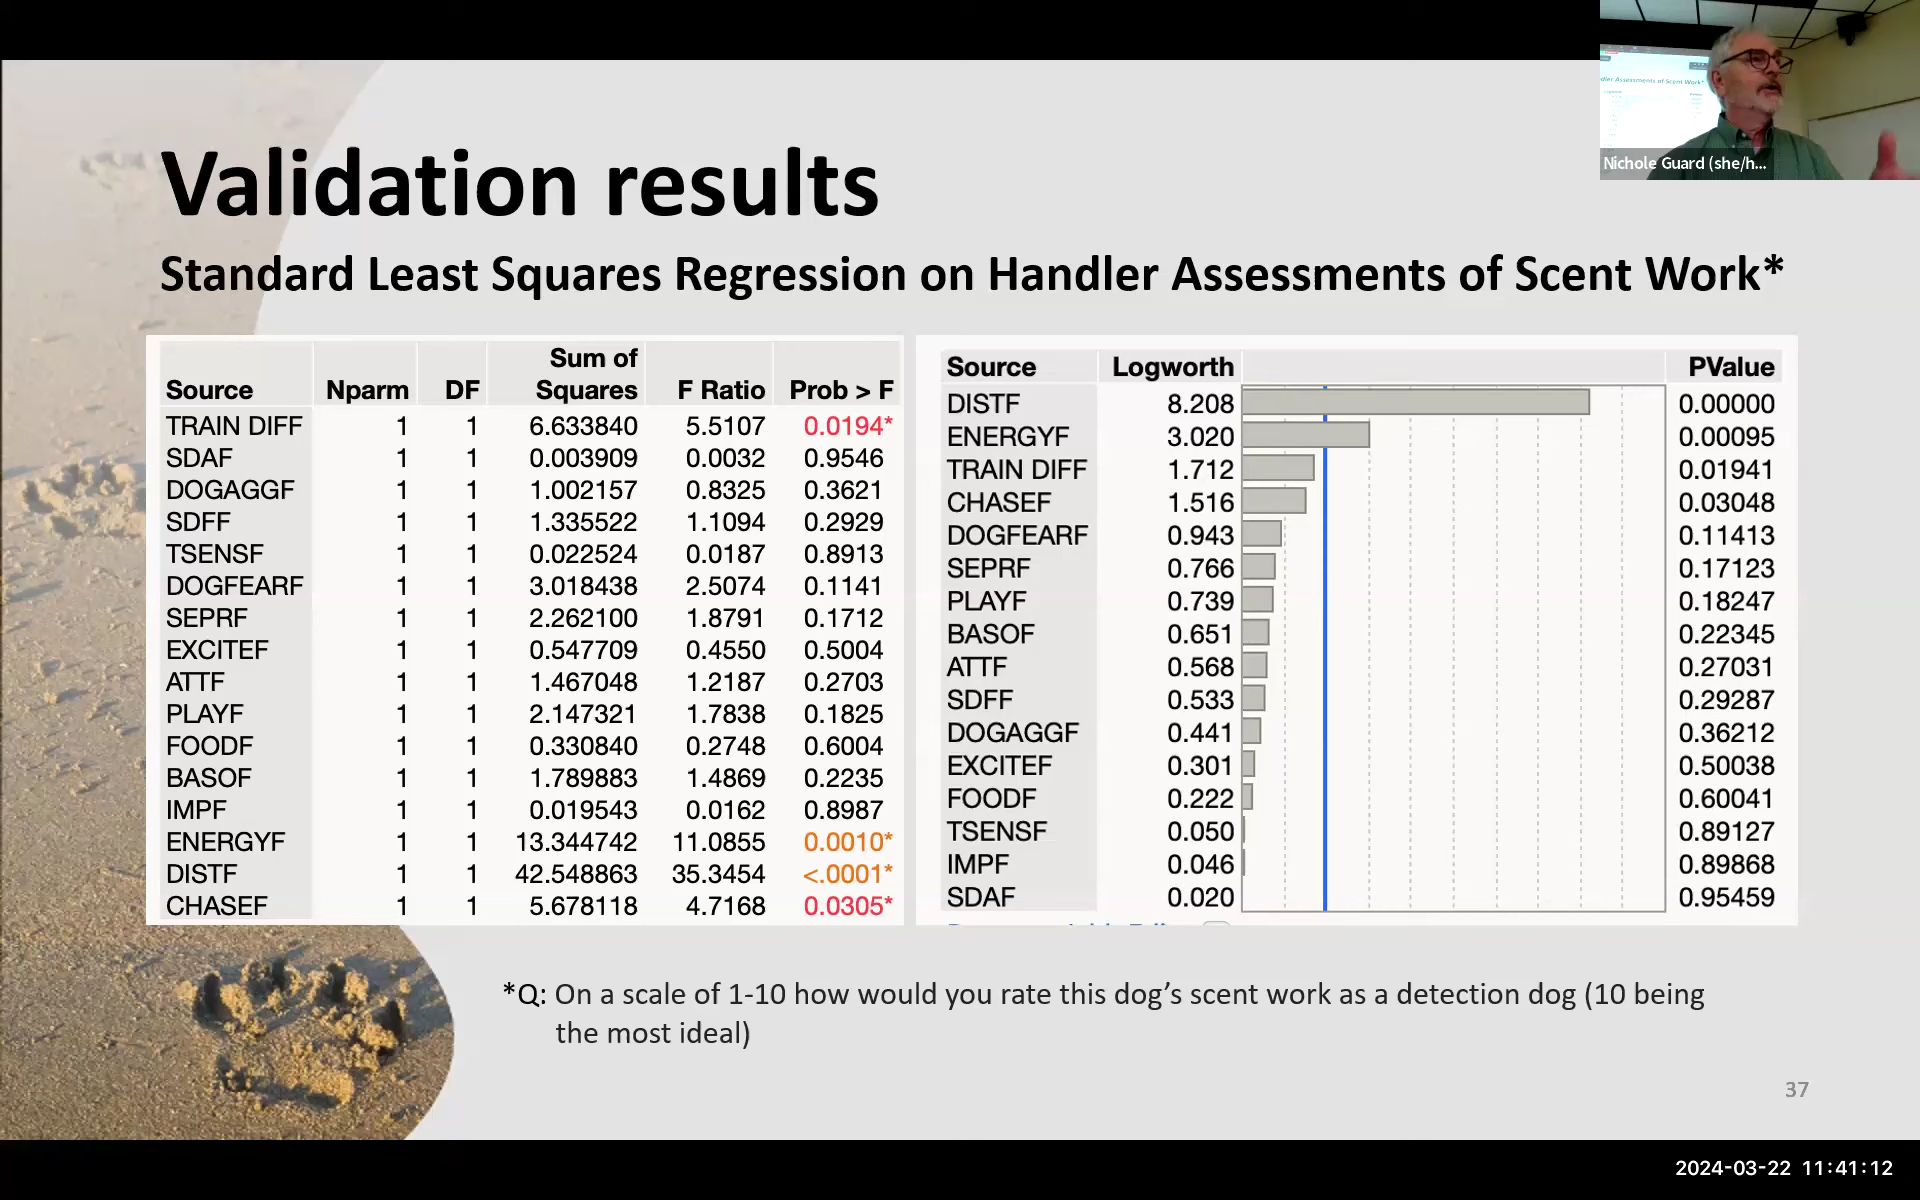 Nichole Guard (she/h...
Validation results
Standard Least Squares Regression on Handler Assessments of Scent Work*
Source Nparm DF Sum of Squares F Ratio Prob > F
TRAIN DIFF 1 1 6.633840 5.5107 0.0194*
SDAF 1 1 0.003909 0.0032 0.9546
DOGAGGF 1 1 1.002157 0.8325 0.3621
SDFF 1 1 1.335522 1.1094 0.2929
TSENSF 1 1 0.022524 0.0187 0.8913
DOGFEARF 1 1 3.018438 2.5074 0.1141
SEPRF 1 1 2.262100 1.8791 0.1712
EXCITEF 1 1 0.547709 0.4550 0.5004
ATTF 1 1 1.467048 1.2187 0.2703
PLAYF 1 1 2.147321 1.7838 0.1825
FOODF 1 1 0.330840 0.2748 0.6004
BASOF 1 1 1.789883 1.4869 0.2235
IMPF 1 1 0.019543 0.0162 0.8987
ENERGYF 1 1 13.344742 11.0855 0.0010*
DISTF 1 1 42.548863 35.3454 <.0001*
CHASEF 1 1 5.678118 4.7168 0.0305*
Source Logworth PValue
DISTF 8.208 0.00000
ENERGYF 3.020 0.00095
TRAIN DIFF 1.712 0.01941
CHASEF 1.516 0.03048
DOGFEARF 0.943 0.11413
SEPRF 0.766 0.17123
PLAYF 0.739 0.18247
BASOF 0.651 0.22345
ATTF 0.568 0.27031
SDFF 0.533 0.29287
DOGAGGF 0.441 0.36212
EXCITEF 0.301 0.50038
FOODF 0.222 0.60041
TSENSF 0.050 0.89127
IMPF 0.046 0.89868
SDAF 0.020 0.95459
*Q: On a scale of 1-10 how would you rate this dog's scent work as a detection dog (10 being
the most ideal)
37
2024-03-22 11:41:12